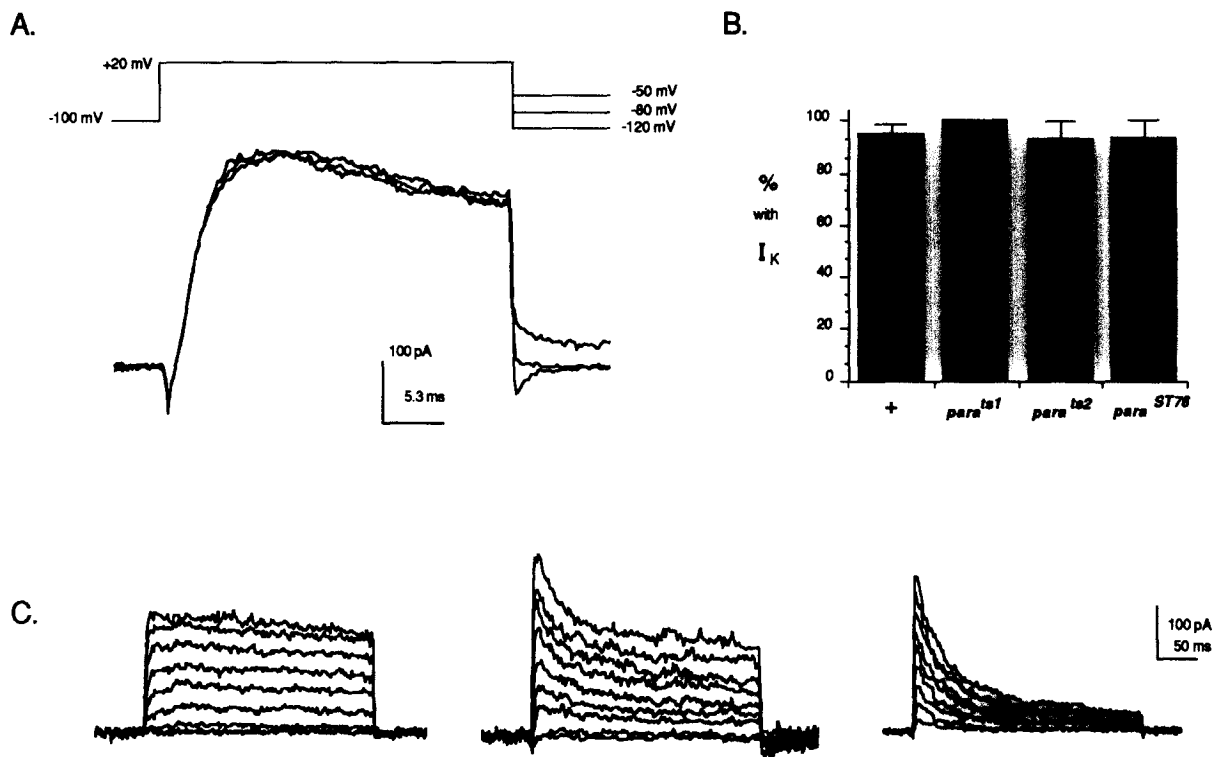 A.
+20 mV
-100 mV
-50 mV
-80 mV
-120 mV
100 pA
5.3 ms
B.
100
80
60
40
20
0
%
with
I K
+
para ts1
para ts2
para ST76
C.
100 pA
50 ms